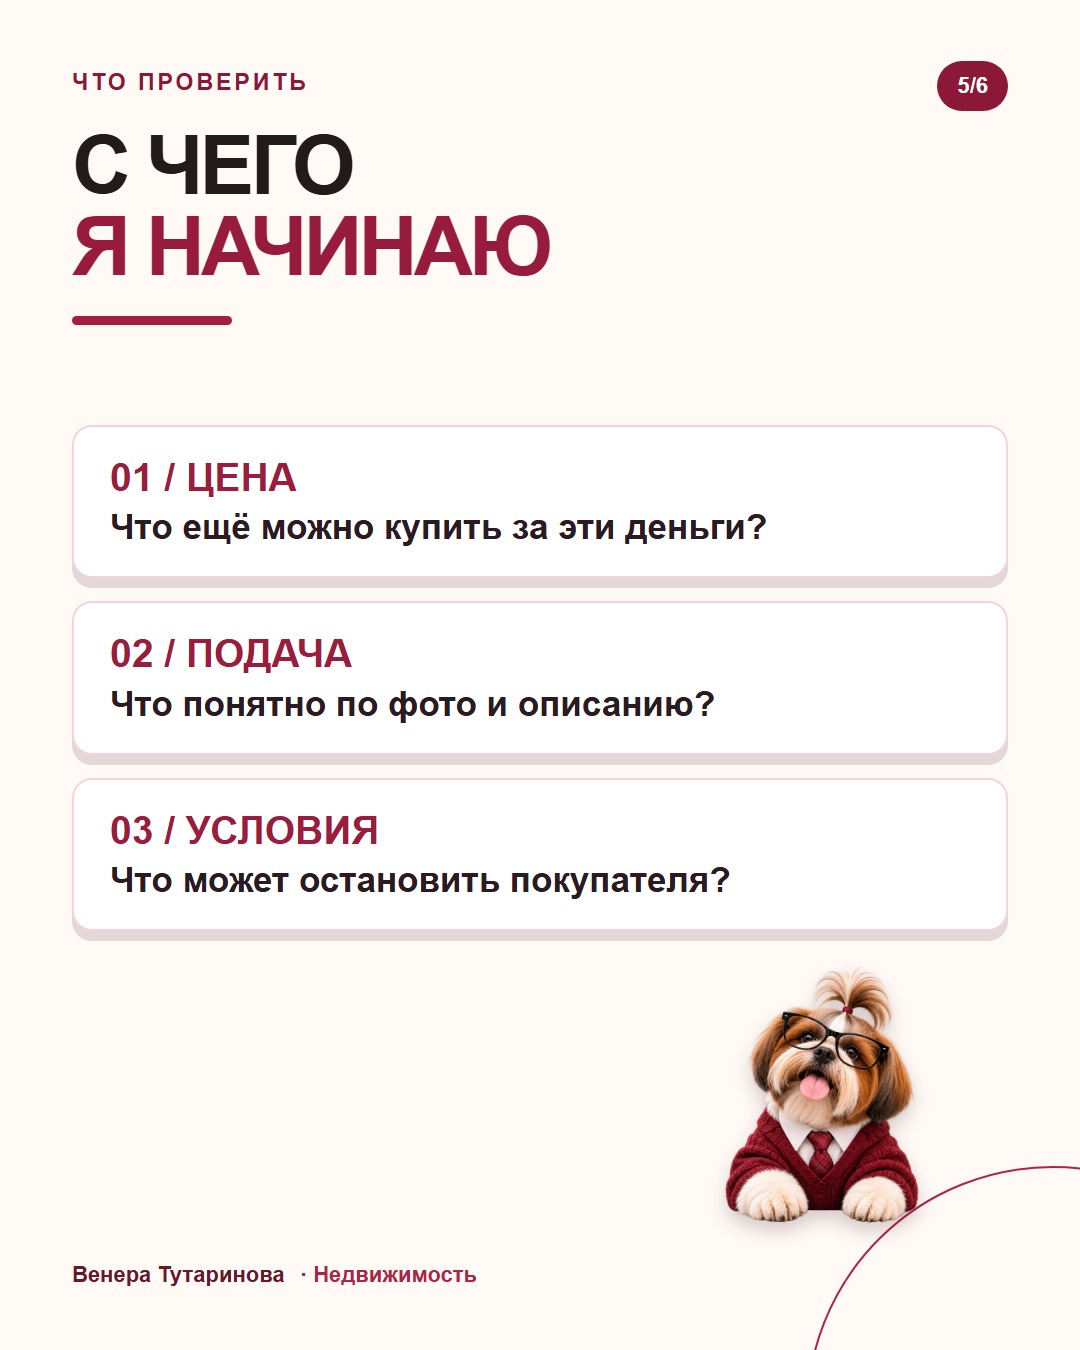 ЧТО ПРОВЕРИТЬ
5/6
С ЧЕГО
Я НАЧИНАЮ
01 / ЦЕНА
Что ещё можно купить за эти деньги?
02 / ПОДАЧА
Что понятно по фото и описанию?
03 / УСЛОВИЯ
Что может остановить покупателя?
Венера Тутаринова · Недвижимость